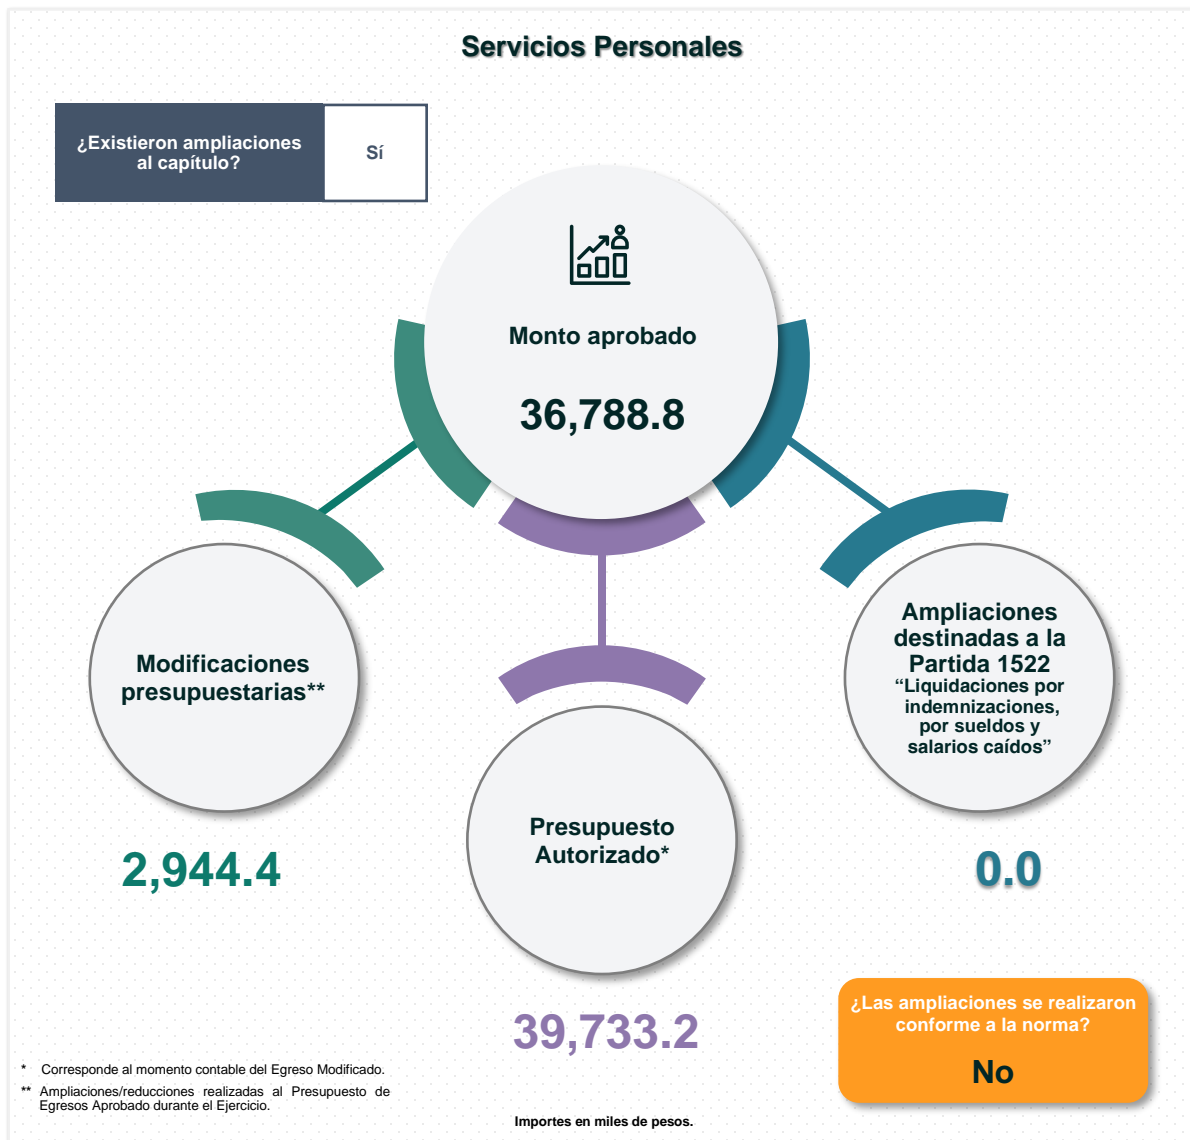 Servicios Personales
¿Existieron ampliaciones
al capítulo?
Sí
Monto aprobado
36,788.8
Modificaciones
presupuestarias**
2,944.4
Presupuesto
Autorizado*
39,733.2
Ampliaciones
destinadas a la
Partida 1522
“Liquidaciones por
indemnizaciones,
por sueldos y
salarios caídos”
0.0
¿Las ampliaciones se realizaron
conforme a la norma?
No
* Corresponde al momento contable del Egreso Modificado.
** Ampliaciones/reducciones realizadas al Presupuesto de
Egresos Aprobado durante el Ejercicio.
Importes en miles de pesos.